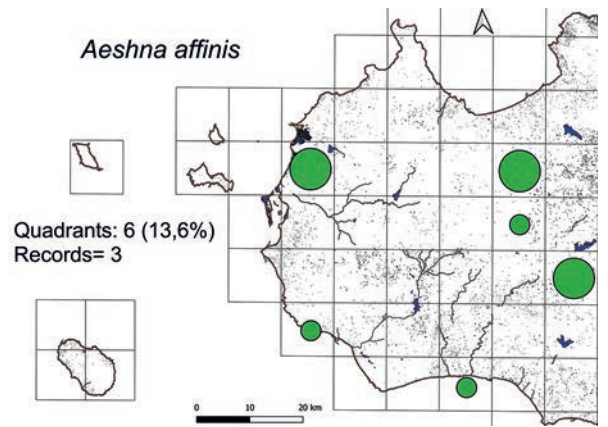 Aeshna affinis
Quadrants: 6 (13,6%)
Records= 3
0 10 20 km